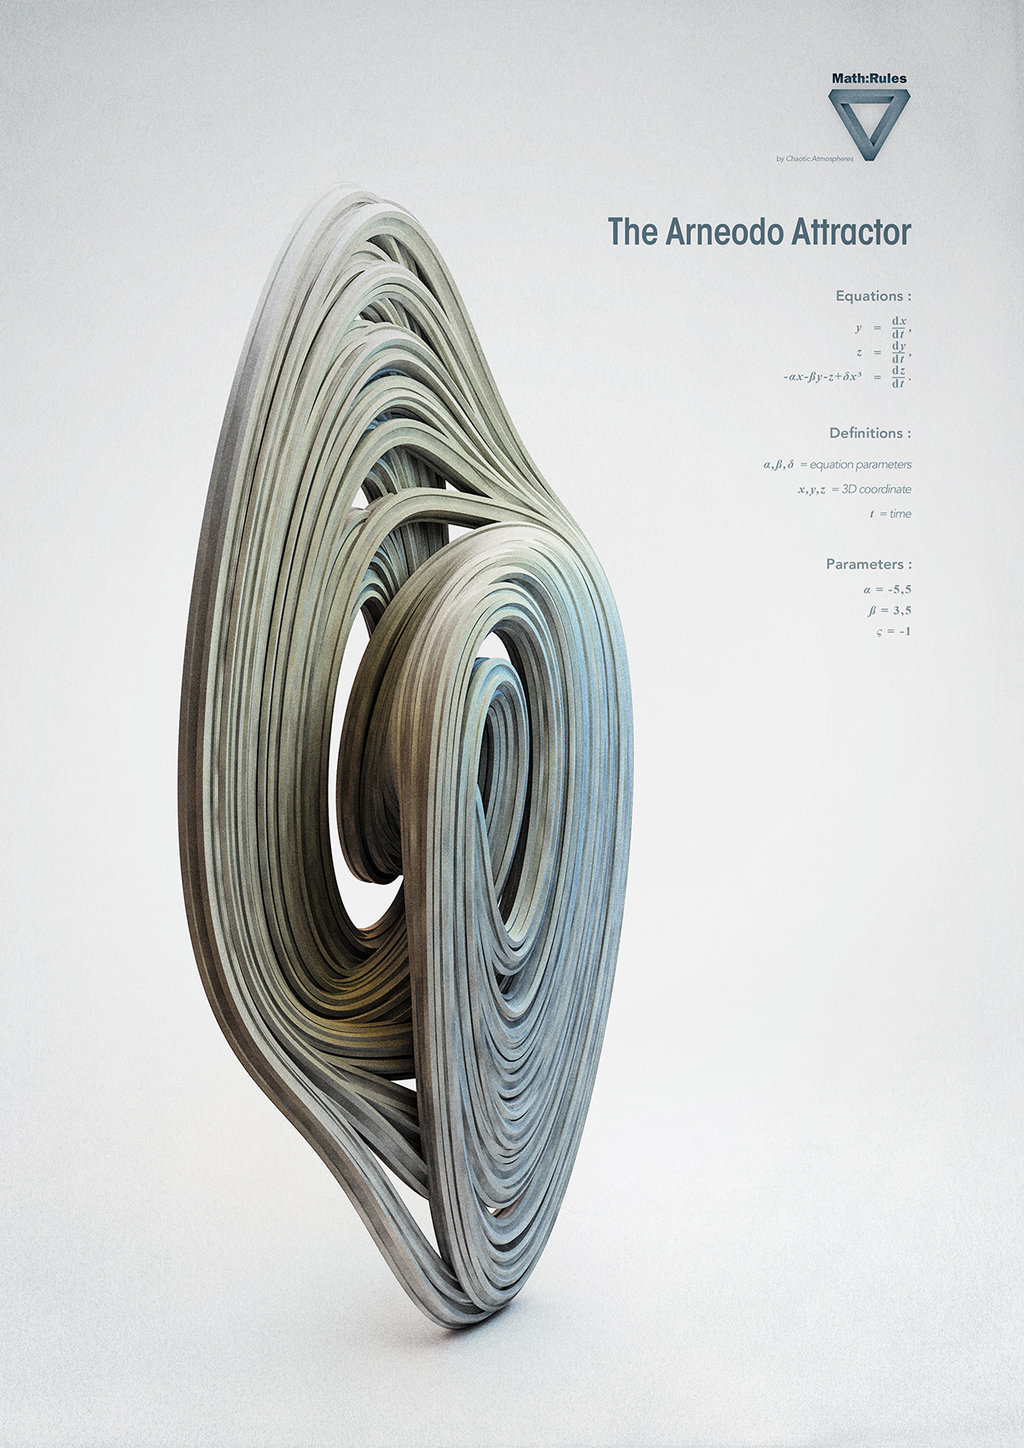 Math:Rules
by Chaotic Atmospheres
The Arneodo Attractor
Equations :
y = dx/dt,
z = dy/dt,
-αx-βy-z+δx³ = dz/dt.
Definitions :
α,β,δ = equation parameters
x,y,z = 3D coordinate
t = time
Parameters :
α = -5,5
β = 3,5
ς = -1